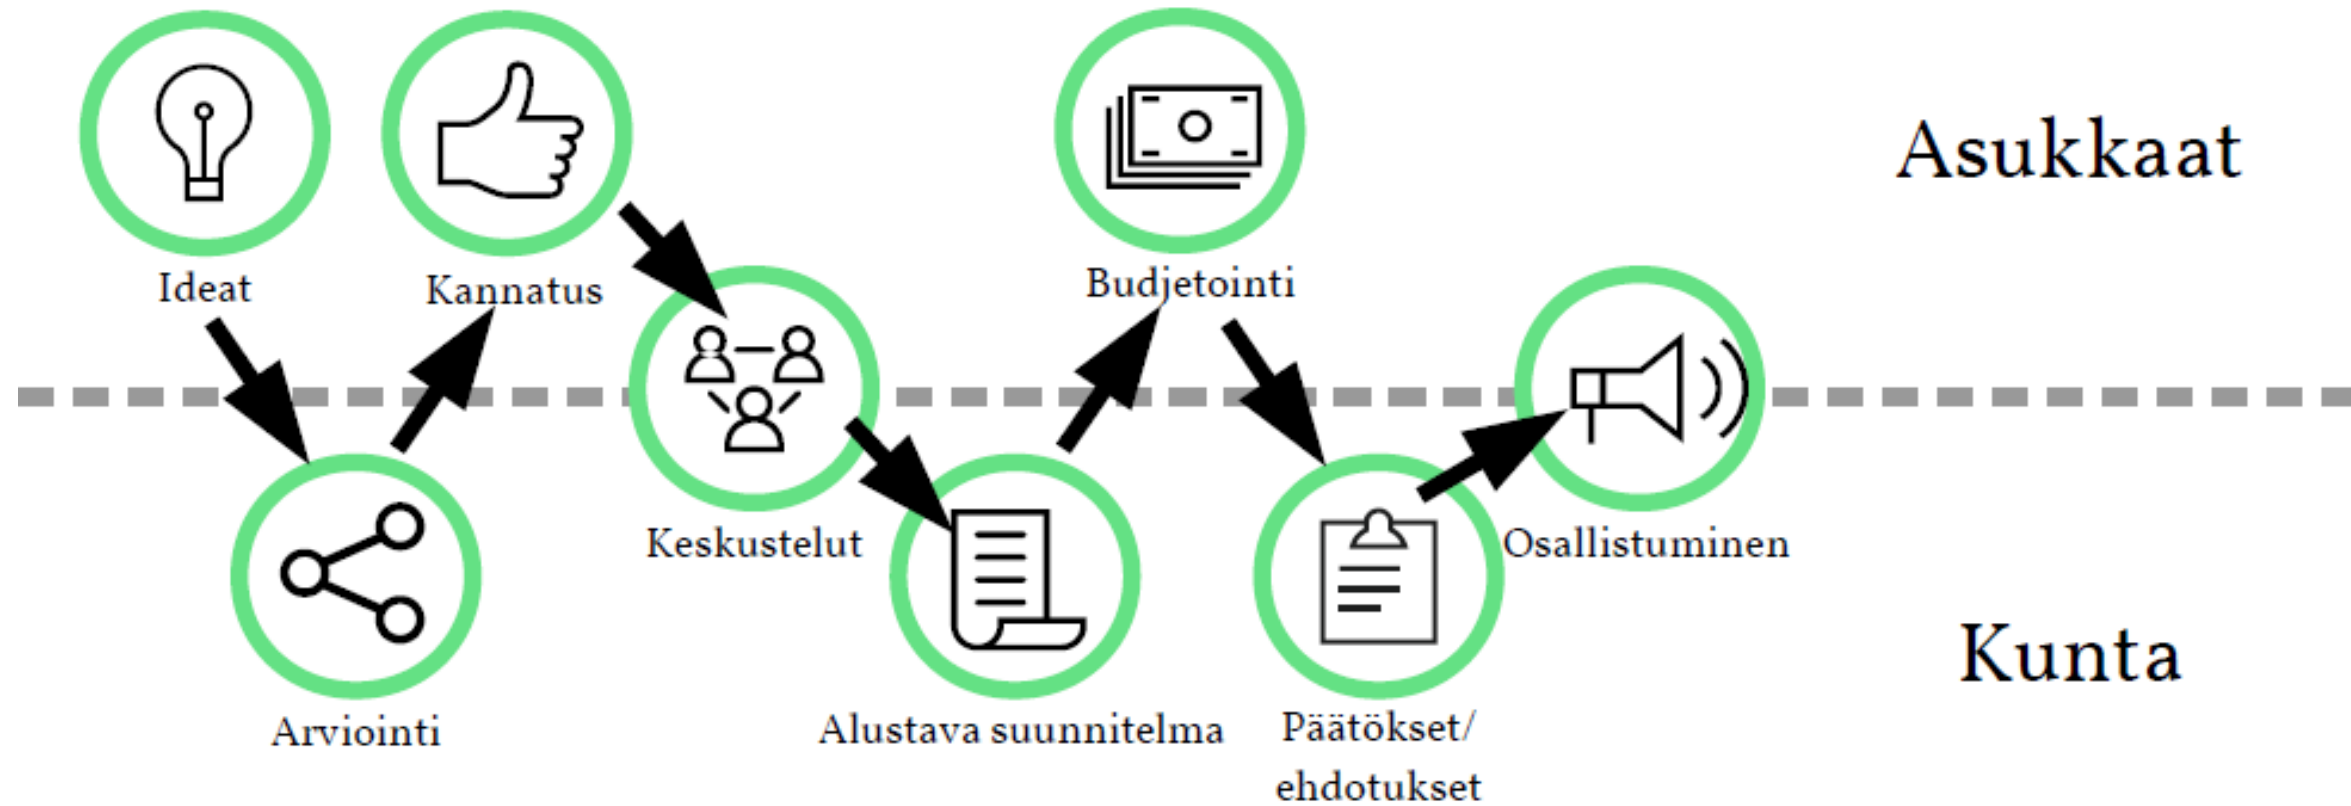 Asukkaat
Ideat
Kannatus
Budjetointi
Keskustelut
Osallistuminen
Kunta
Arviointi
Alustava suunnitelma
Päätökset/
ehdotukset